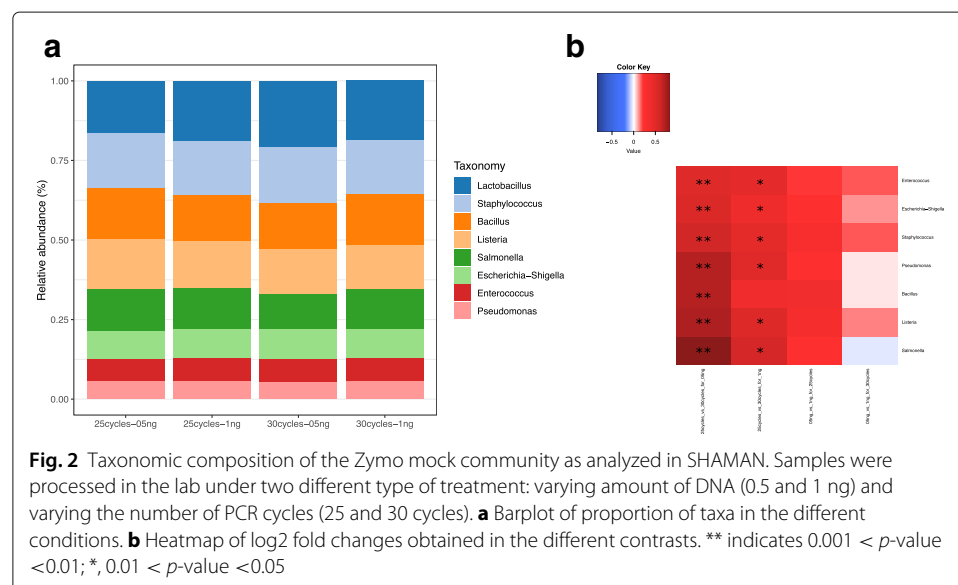 a
b
1.00
0.75
0.50
0.25
0.00
Relative abundance (%)
25cycles-05ng
25cycles-1ng
30cycles-05ng
30cycles-1ng
Taxonomy
Lactobacillus
Staphylococcus
Bacillus
Listeria
Salmonella
Escherichia-Shigella
Enterococcus
Pseudomonas
Color Key
-0.5
0
0.5
Value
** *
** *
** *
** *
**
** *
** *
Enterococcus
Escherichia-Shigella
Staphylococcus
Pseudomonas
Bacillus
Listeria
Salmonella
25cycles_vs_30cycles_for_05ng
25cycles_vs_30cycles_for_1ng
05ng_vs_1ng_for_25cycles
05ng_vs_1ng_for_30cycles
Fig. 2 Taxonomic composition of the Zymo mock community as analyzed in SHAMAN. Samples were
processed in the lab under two different type of treatment: varying amount of DNA (0.5 and 1 ng) and
varying the number of PCR cycles (25 and 30 cycles). a Barplot of proportion of taxa in the different
conditions. b Heatmap of log2 fold changes obtained in the different contrasts. ** indicates 0.001 < p-value
<0.01; *, 0.01 < p-value <0.05